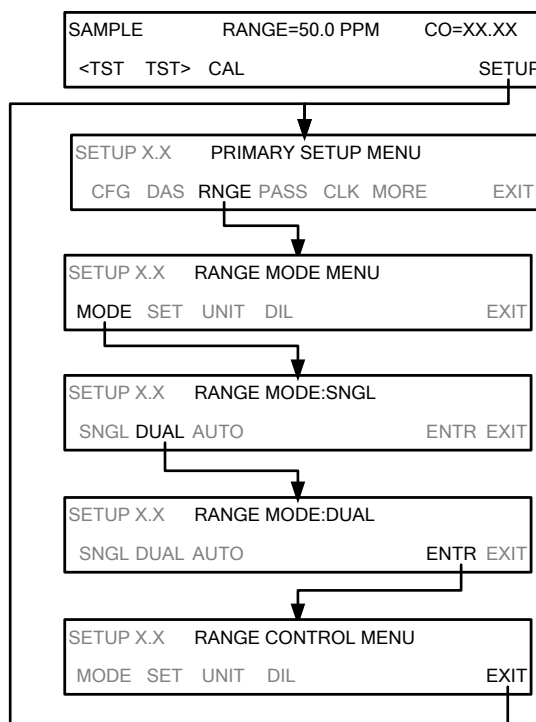 SAMPLE RANGE=50.0 PPM CO=XX.XX
<TST TST> CAL SETUP
SETUP X.X PRIMARY SETUP MENU
CFG DAS RNGE PASS CLK MORE EXIT
SETUP X.X RANGE MODE MENU
MODE SET UNIT DIL EXIT
SETUP X.X RANGE MODE:SNGL
SNGL DUAL AUTO ENTR EXIT
SETUP X.X RANGE MODE:DUAL
SNGL DUAL AUTO ENTR EXIT
SETUP X.X RANGE CONTROL MENU
MODE SET UNIT DIL EXIT